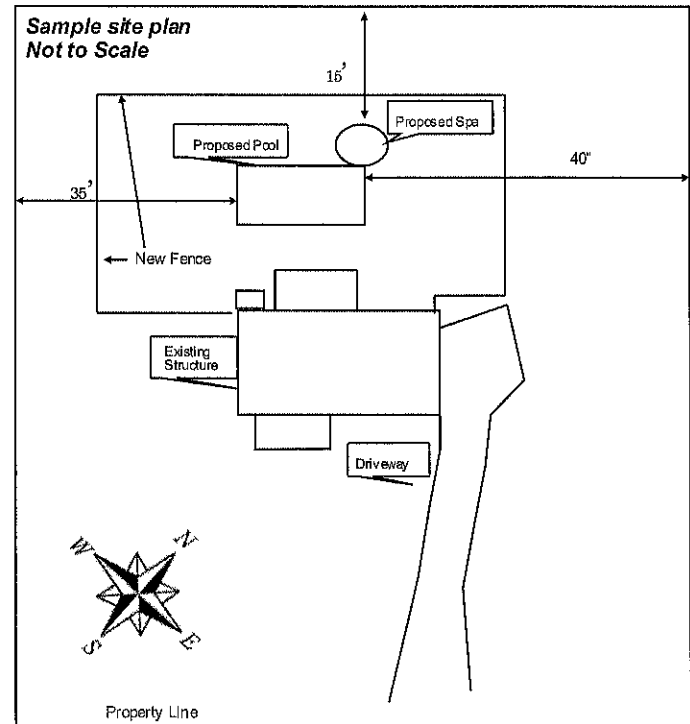 Sample site plan
Not to Scale
15'
Proposed Spa
Proposed Pool
40"
35'
New Fence
Existing
Structure
Driveway
W
N
S
E
Property Line